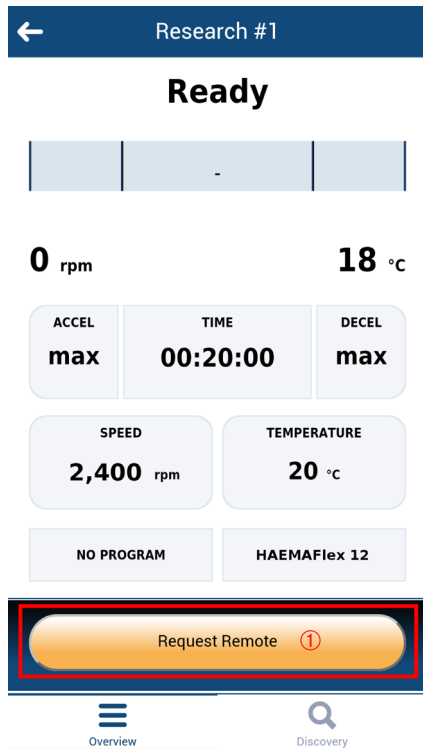 Research #1
Ready
-
0 rpm 18 °C
ACCEL TIME DECEL
max 00:20:00 max
SPEED TEMPERATURE
2,400 rpm 20 °C
NO PROGRAM HAEMAFlex 12
Request Remote ①
Overview Discovery